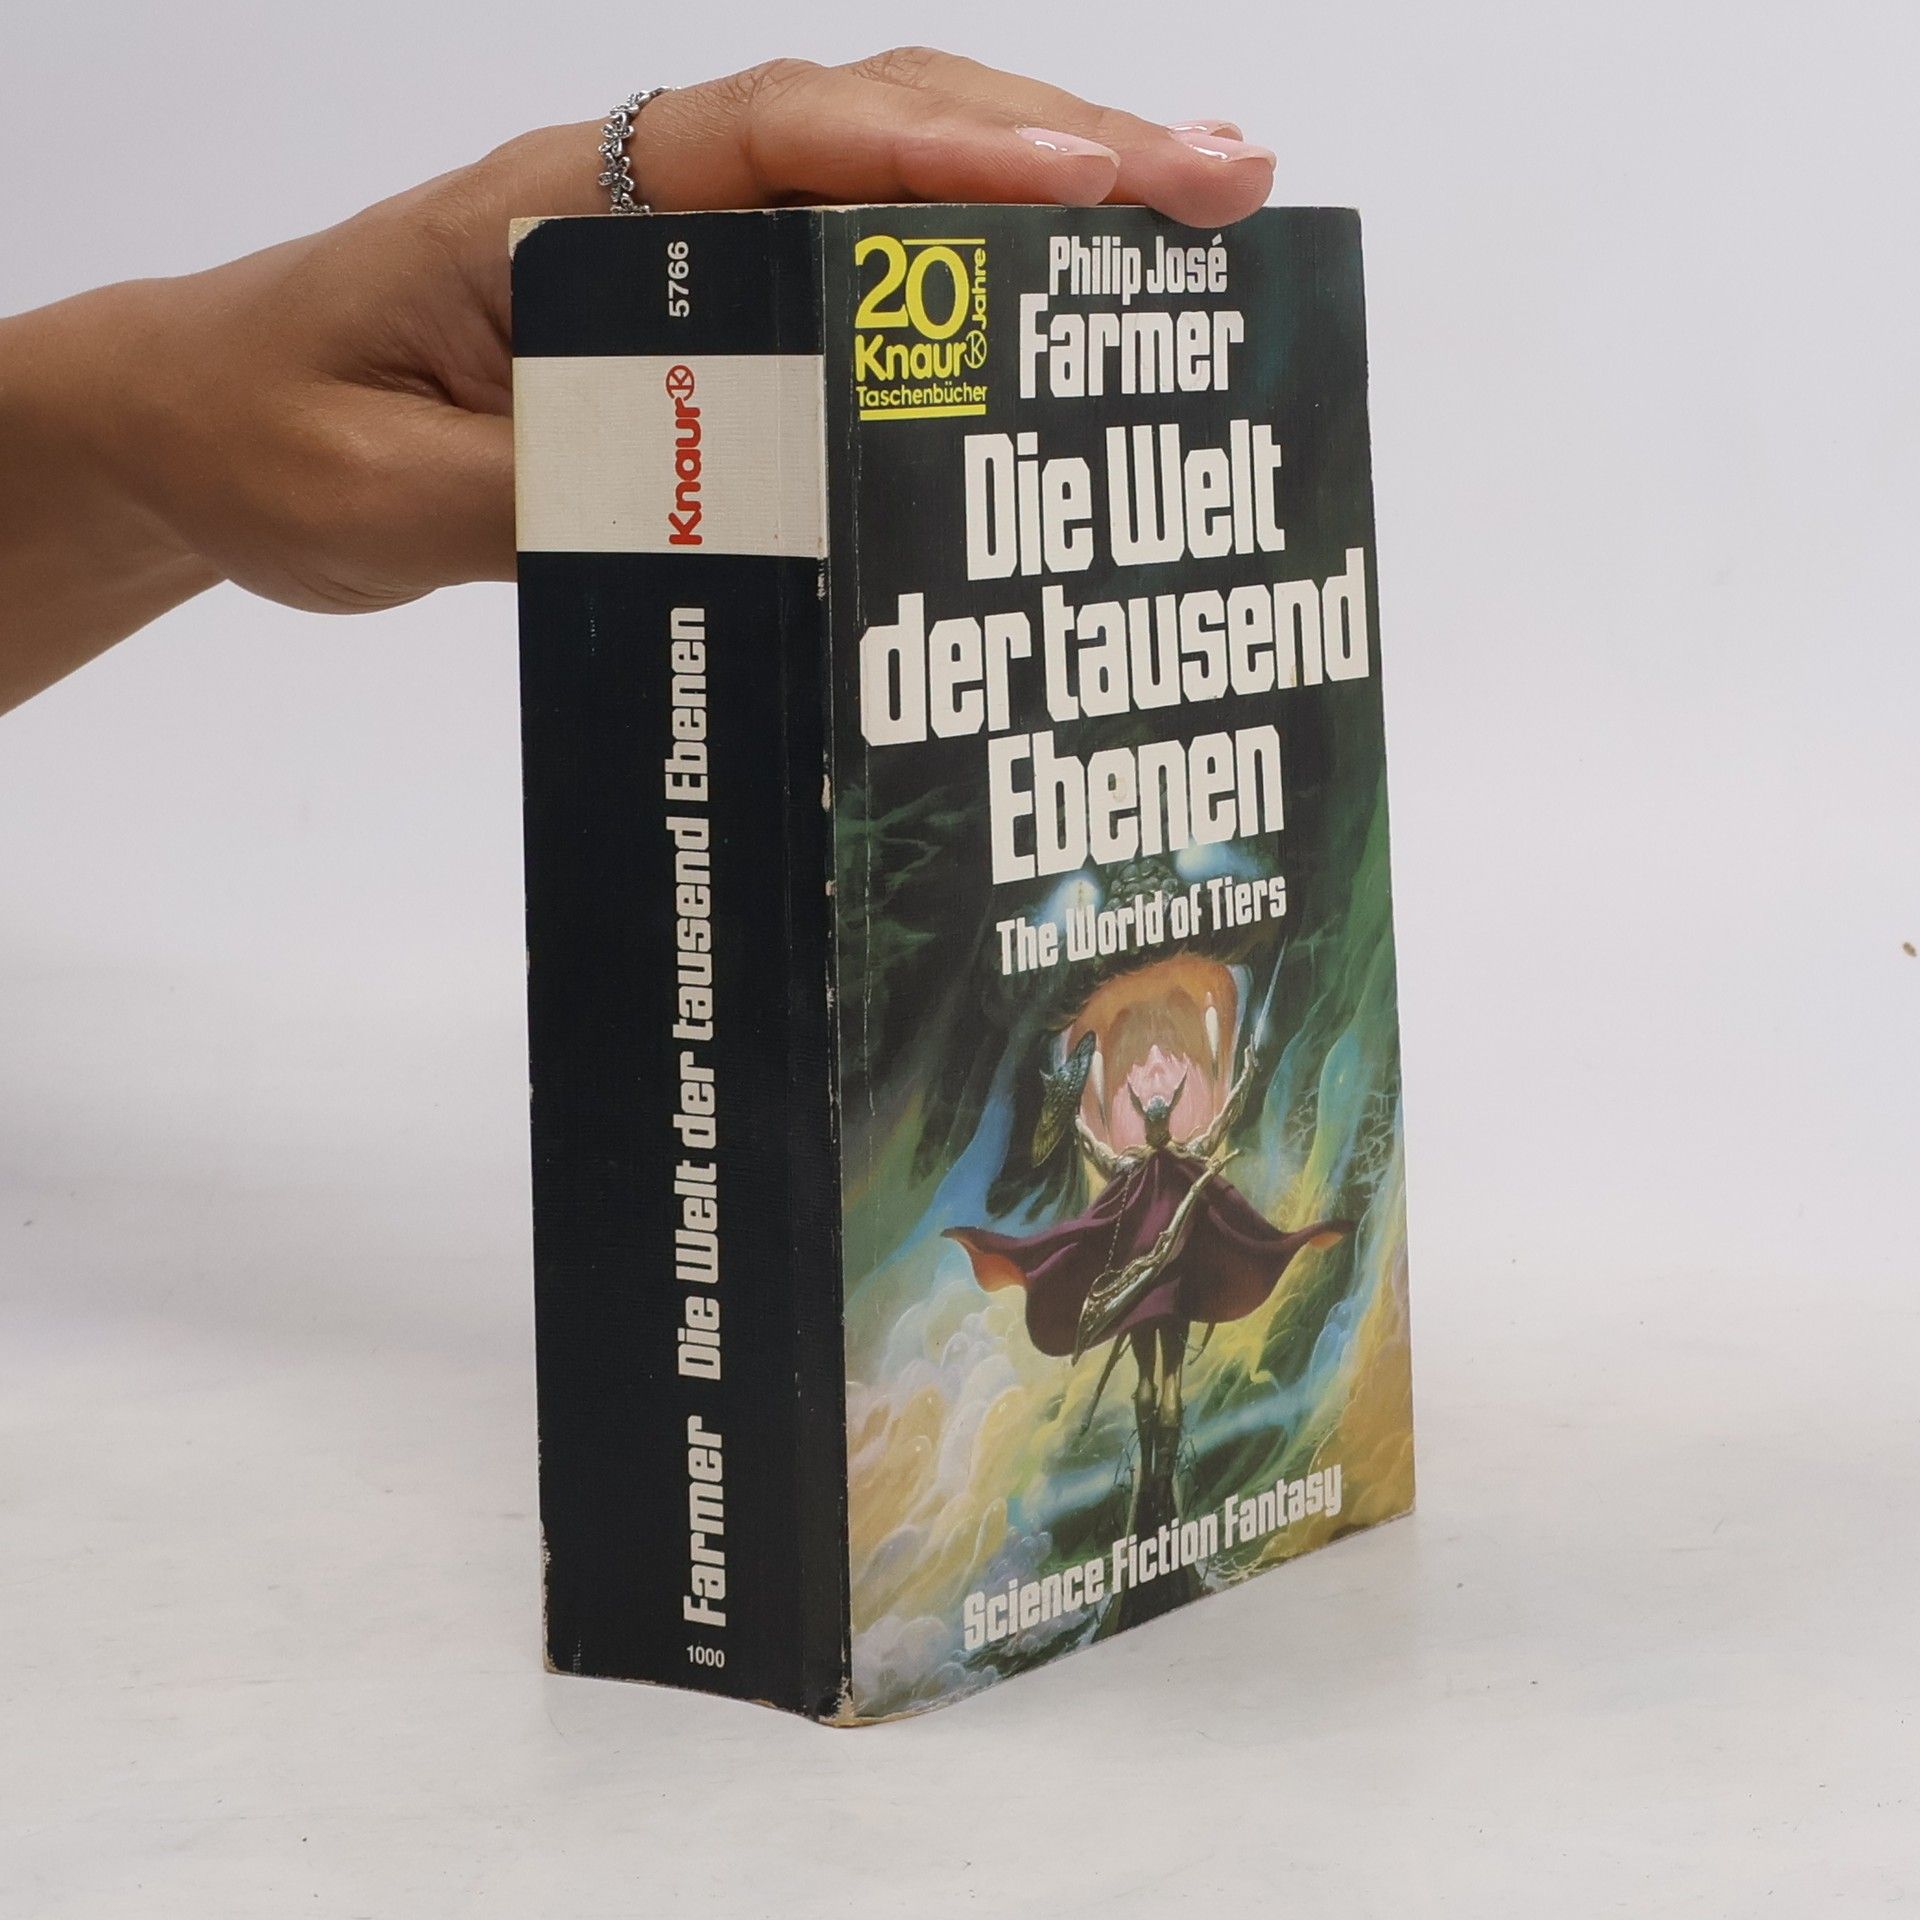 5766
Knaur
Farmer Die Welt der tausend Ebenen
1000
20 Jahre
Knaur
Taschenbücher
Philip José
Farmer
Die Welt
der tausend
Ebenen
The World of Tiers
Science Fiction Fantasy